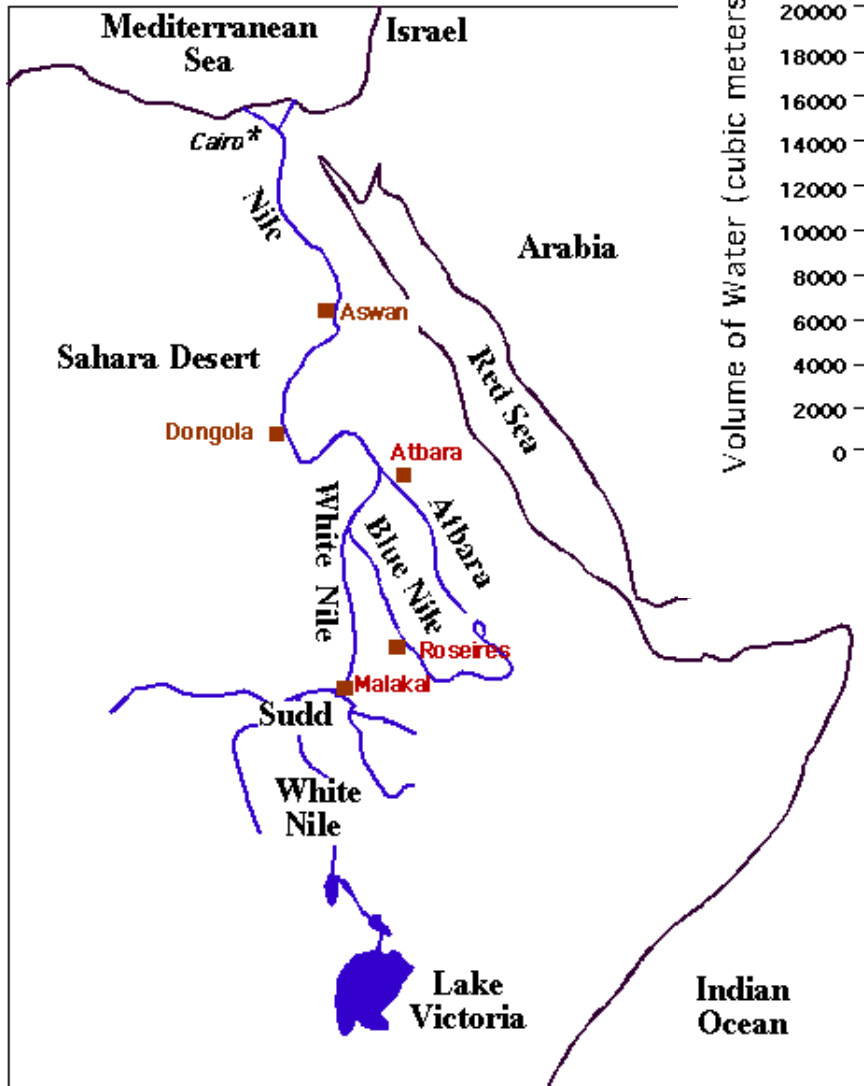 Mediterranean
Sea
Israel
Cairo*
Nile
Arabia
Aswan
Sahara Desert
Red Sea
Dongola
Atbara
White Nile
Blue Nile
Atbara
Roseires
Malakal
Sudd
White
Nile
Lake
Victoria
Indian
Ocean
Volume of Water (cubic meters
20000
18000
16000
14000
12000
10000
8000
6000
4000
2000
0